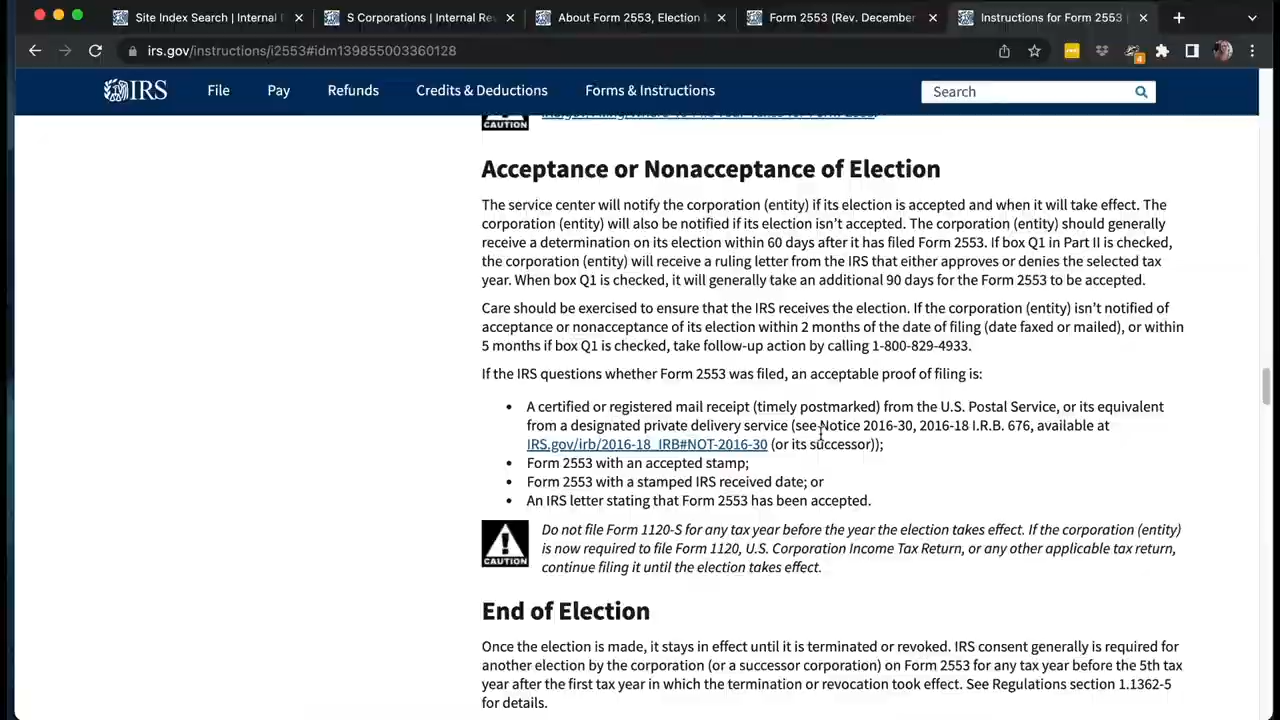 Site Index Search | Internal
S Corporations | Internal Re
About Form 2553, Election
Form 2553 (Rev. December
Instructions for Form 2553
irs.gov/instructions/i2553#idm139855003360128
4
IRS
File
Pay
Refunds
Credits & Deductions
Forms & Instructions
Search
CAUTION
Acceptance or Nonacceptance of Election
The service center will notify the corporation (entity) if its election is accepted and when it will take effect. The
corporation (entity) will also be notified if its election isn't accepted. The corporation (entity) should generally
receive a determination on its election within 60 days after it has filed Form 2553. If box Q1 in Part II is checked,
the corporation (entity) will receive a ruling letter from the IRS that either approves or denies the selected tax
year. When box Q1 is checked, it will generally take an additional 90 days for the Form 2553 to be accepted.
Care should be exercised to ensure that the IRS receives the election. If the corporation (entity) isn't notified of
acceptance or nonacceptance of its election within 2 months of the date of filing (date faxed or mailed), or within
5 months if box Q1 is checked, take follow-up action by calling 1-800-829-4933.
If the IRS questions whether Form 2553 was filed, an acceptable proof of filing is:
• A certified or registered mail receipt (timely postmarked) from the U.S. Postal Service, or its equivalent
from a designated private delivery service (see Notice 2016-30, 2016-18 I.R.B. 676, available at
IRS.gov/irb/2016-18_IRB#NOT-2016-30 (or its successor));
• Form 2553 with an accepted stamp;
• Form 2553 with a stamped IRS received date; or
• An IRS letter stating that Form 2553 has been accepted.
CAUTION
Do not file Form 1120-S for any tax year before the year the election takes effect. If the corporation (entity)
is now required to file Form 1120, U.S. Corporation Income Tax Return, or any other applicable tax return,
continue filing it until the election takes effect.
End of Election
Once the election is made, it stays in effect until it is terminated or revoked. IRS consent generally is required for
another election by the corporation (or a successor corporation) on Form 2553 for any tax year before the 5th tax
year after the first tax year in which the termination or revocation took effect. See Regulations section 1.1362-5
for details.